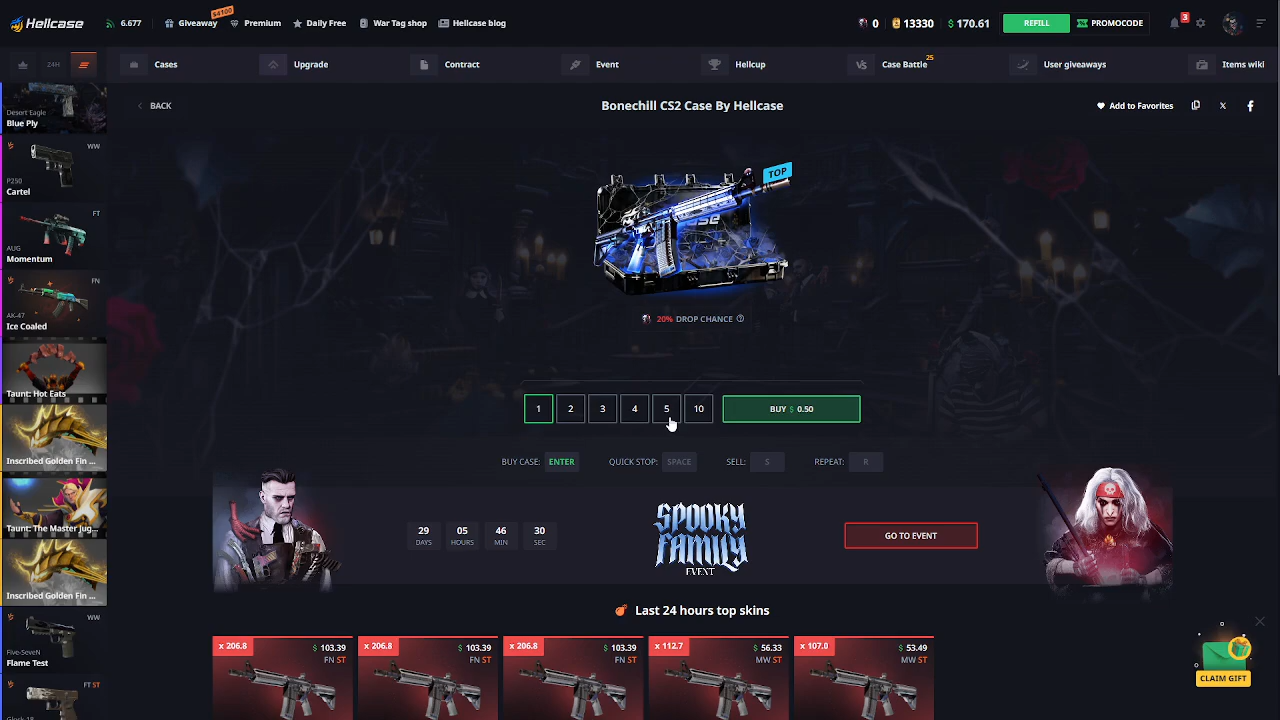 Hellcase
6.677
Giveaway
$4100
Premium
Daily Free
War Tag shop
Hellcase blog
0
13330
$ 170.61
REFILL
PROMOCODE
3
24H
Cases
Upgrade
Contract
Event
Hellcup
VS
Case Battle
25
User giveaways
Items wiki
BACK
Bonechill CS2 Case By Hellcase
Add to Favorites
Desert Eagle
Blue Ply
WW
P250
Cartel
FT
AUG
Momentum
FN
AK-47
Ice Coaled
Taunt: Hot Eats
Inscribed Golden Fin ...
Taunt: The Master Jug...
Inscribed Golden Fin ...
WW
Five-SeveN
Flame Test
FT ST
Glock-18
TOP
20% DROP CHANCE
1
2
3
4
5
10
BUY $ 0.50
BUY CASE: ENTER
QUICK STOP: SPACE
SELL: S
REPEAT: R
29
DAYS
05
HOURS
46
MIN
30
SEC
SPOOKY
FAMILY
EVENT
GO TO EVENT
Last 24 hours top skins
x 206.8
$ 103.39
FN ST
x 206.8
$ 103.39
FN ST
x 206.8
$ 103.39
FN ST
x 112.7
$ 56.33
MW ST
x 107.0
$ 53.49
MW ST
CLAIM GIFT